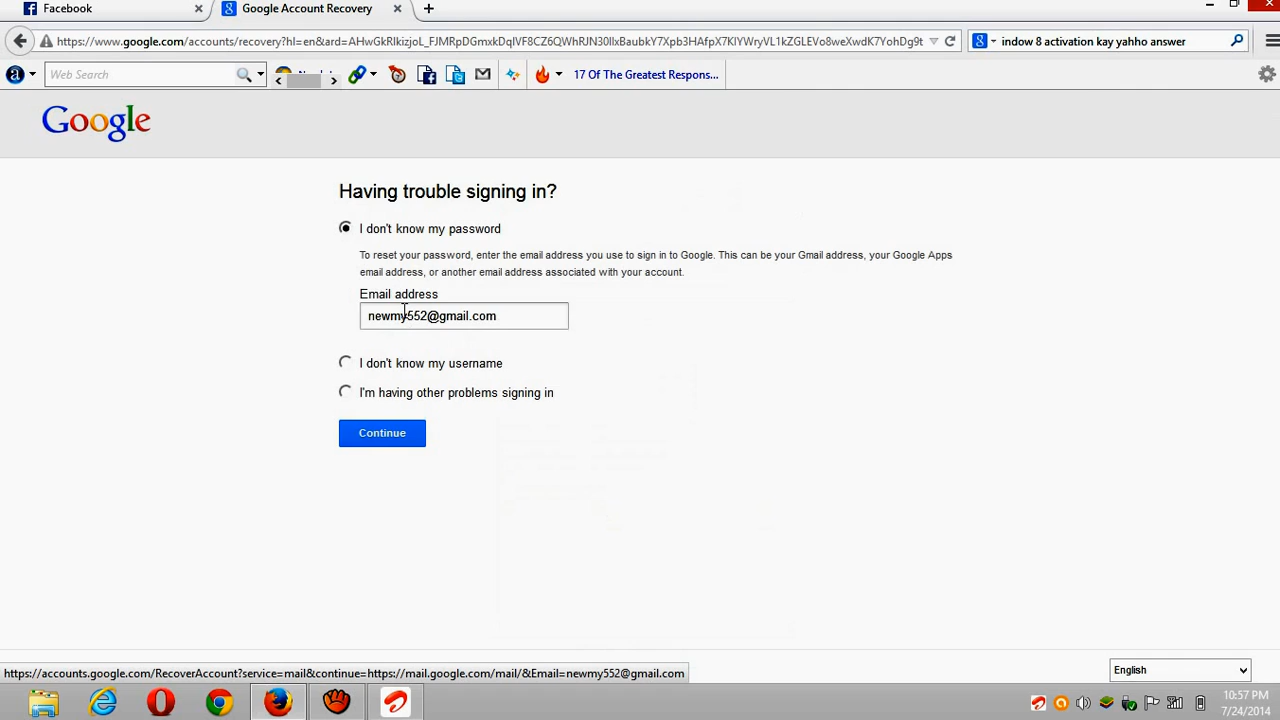 Facebook
Google Account Recovery
https://www.google.com/accounts/recovery?hl=en&ard=
indow 8 activation kay yahho answer
Web Search
17 Of The Greatest Respons...
Google
Having trouble signing in?
I don't know my password
To reset your password, enter the email address you use to sign in to Google. This can be your Gmail address, your Google Apps
email address, or another email address associated with your account.
Email address
newmy552@gmail.com
I don't know my username
I'm having other problems signing in
Continue
https://accounts.google.com/RecoverAccount?service=mail&continue=https://mail.google.com/mail/&Email=newmy552@gmail.com
English
10:57 PM
7/24/2014